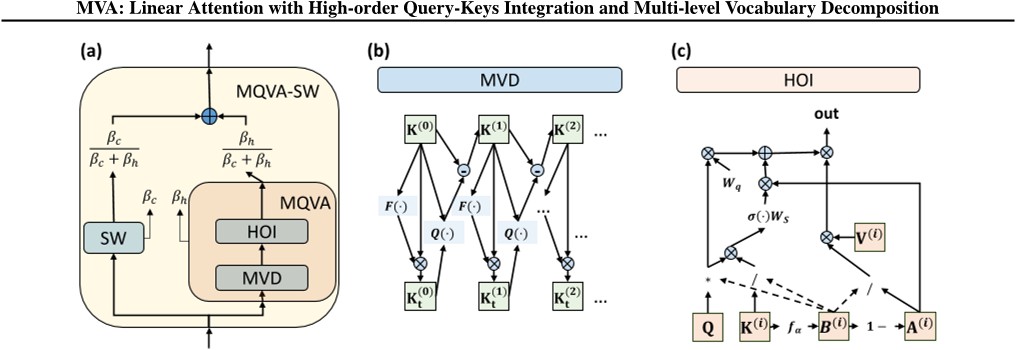 MVA: Linear Attention with High-order Query-Keys Integration and Multi-level Vocabulary Decomposition
(a)
MQVA-SW
β_c / (β_c + β_h)
β_h / (β_c + β_h)
β_c
β_h
MQVA
SW
HOI
MVD
(b)
MVD
K^(0) K^(1) K^(2) ...
F(·) F(·)
Q(·) Q(·)
...
...
K_t^(0) K_t^(1) K_t^(2) ...
(c)
HOI
out
W_q
σ(·)W_S
V^(i)
* / /
Q K^(i) f_α B^(i) 1− A^(i)